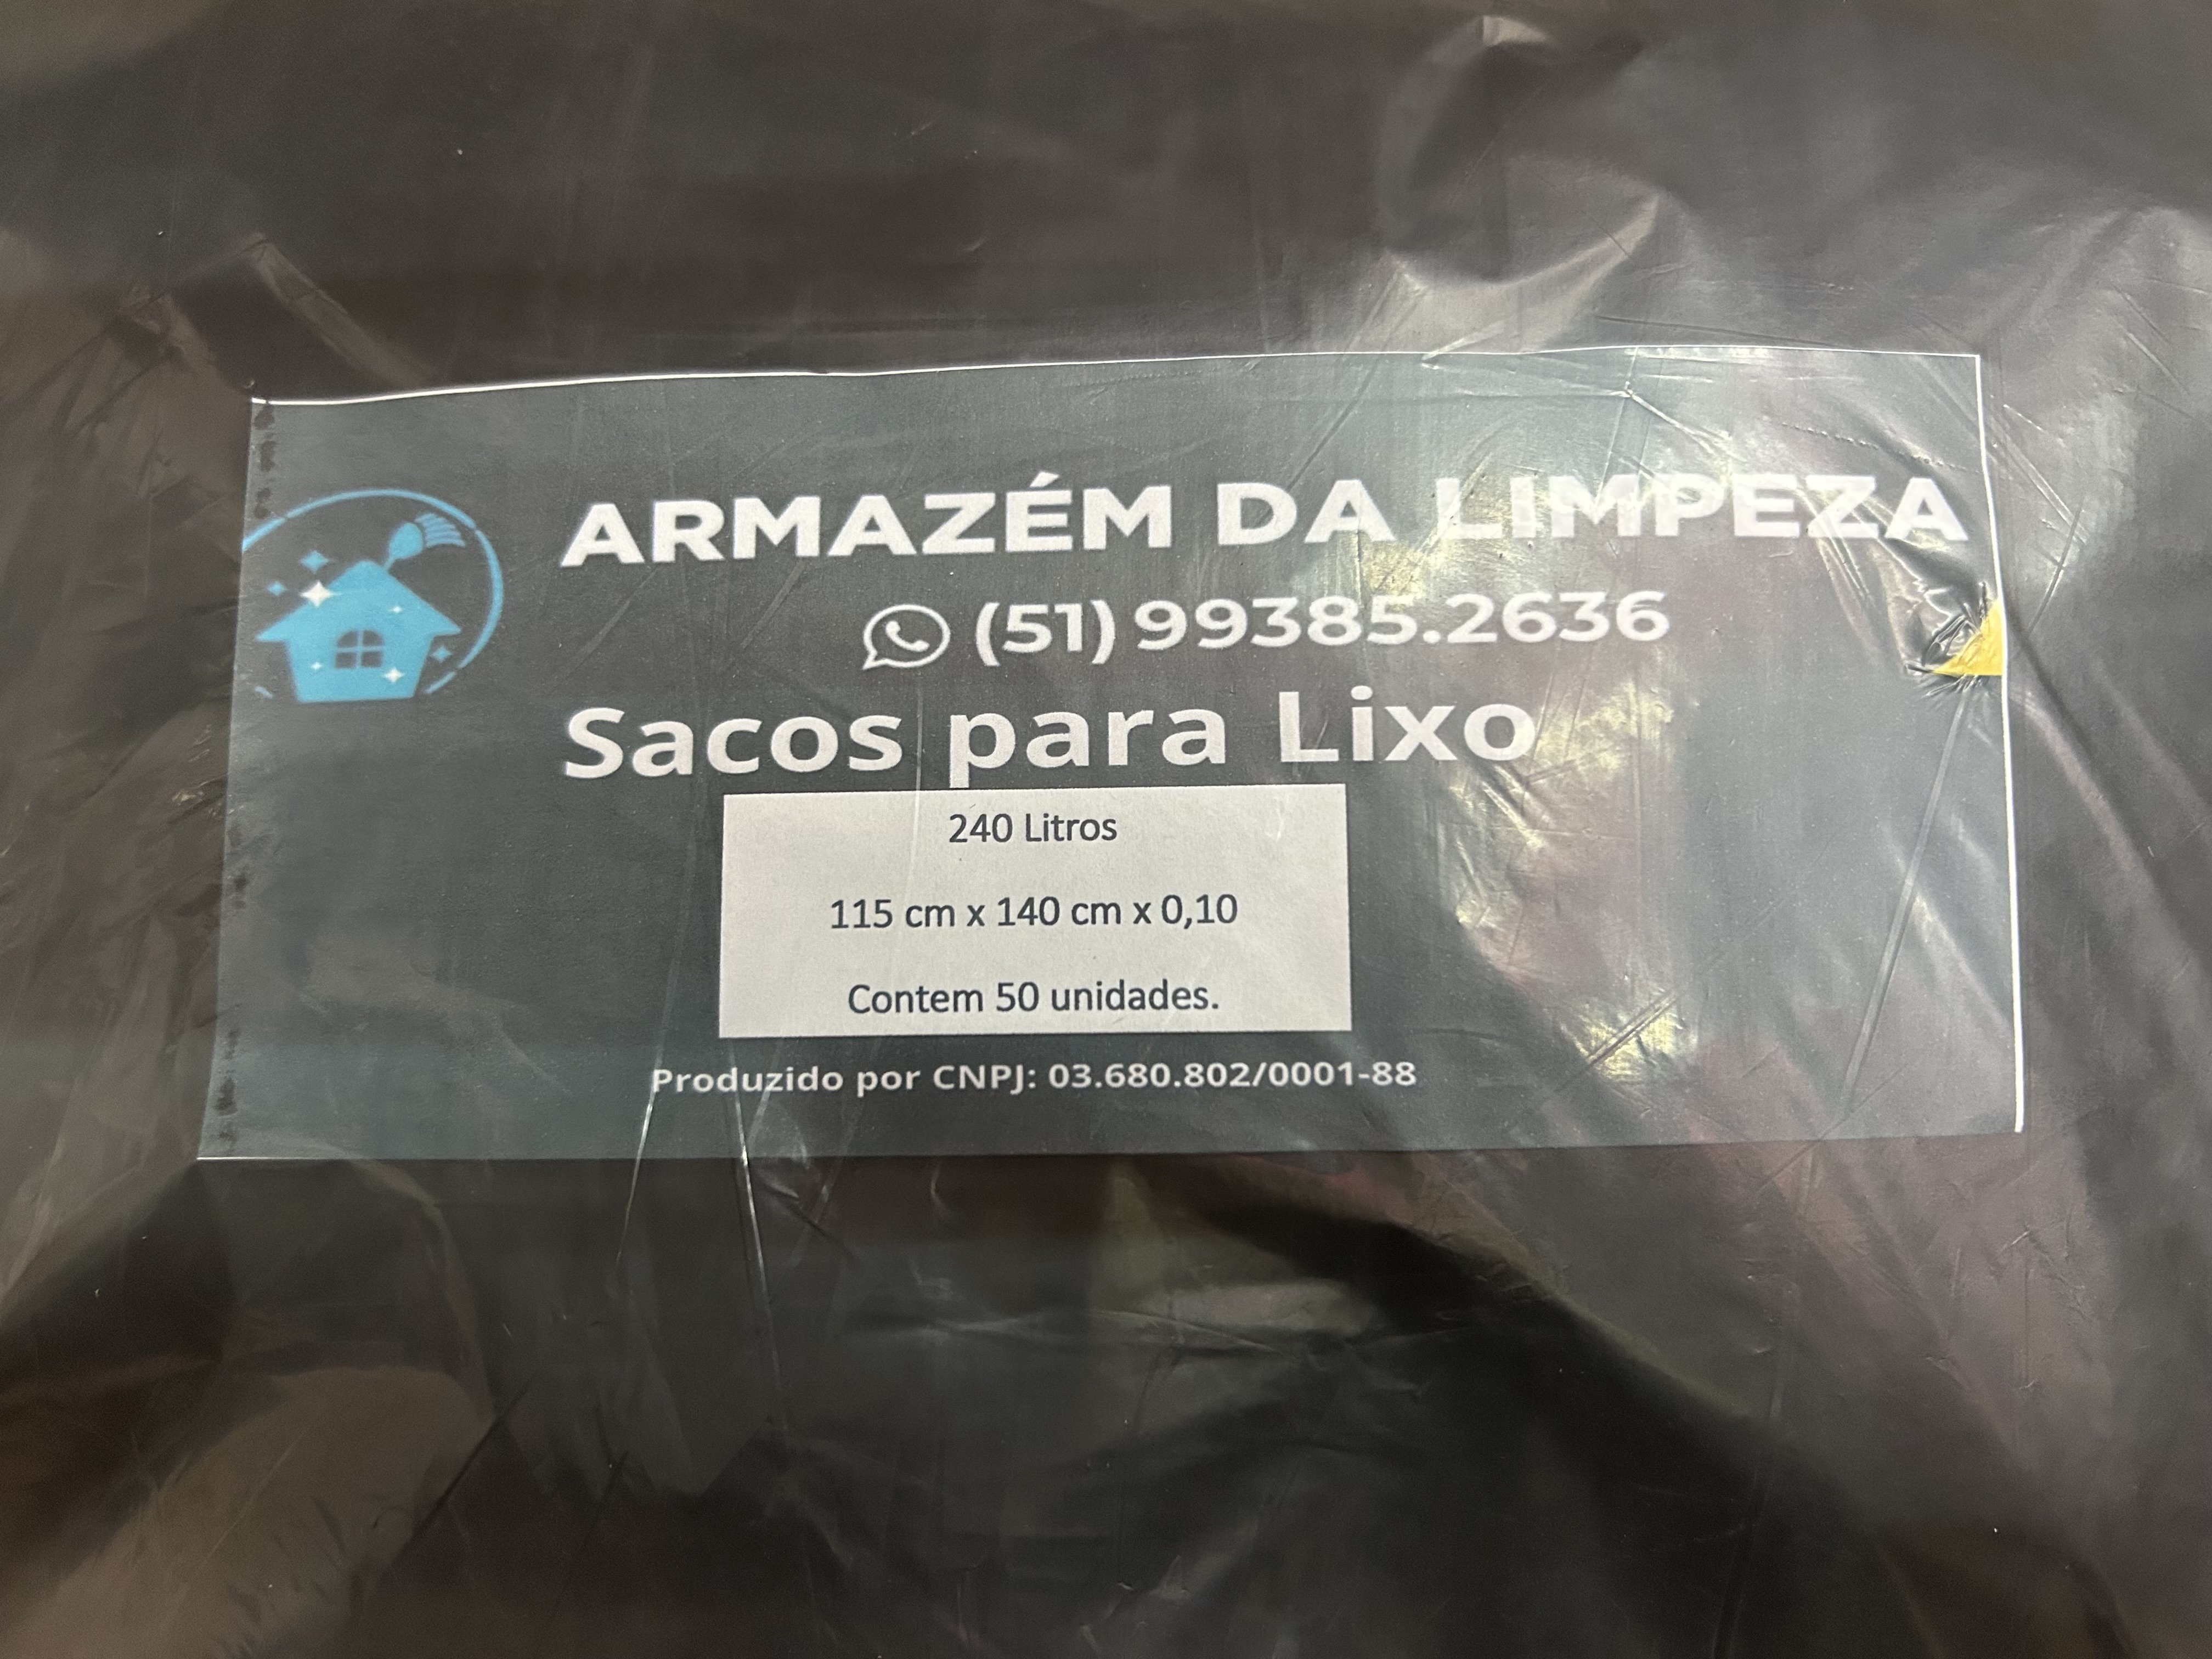 ARMAZÉM DA LIMPEZA
(51) 99385.2636
Sacos para Lixo
240 Litros
115 cm x 140 cm x 0,10
Contem 50 unidades.
Produzido por CNPJ: 03.680.802/0001-88